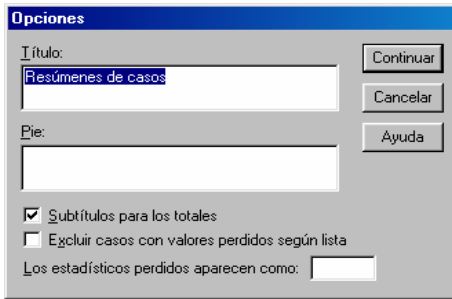 Opciones
Título:
Resúmenes de casos
Continuar
Cancelar
Pie:
Ayuda
Subtítulos para los totales
Excluir casos con valores perdidos según lista
Los estadísticos perdidos aparecen como: